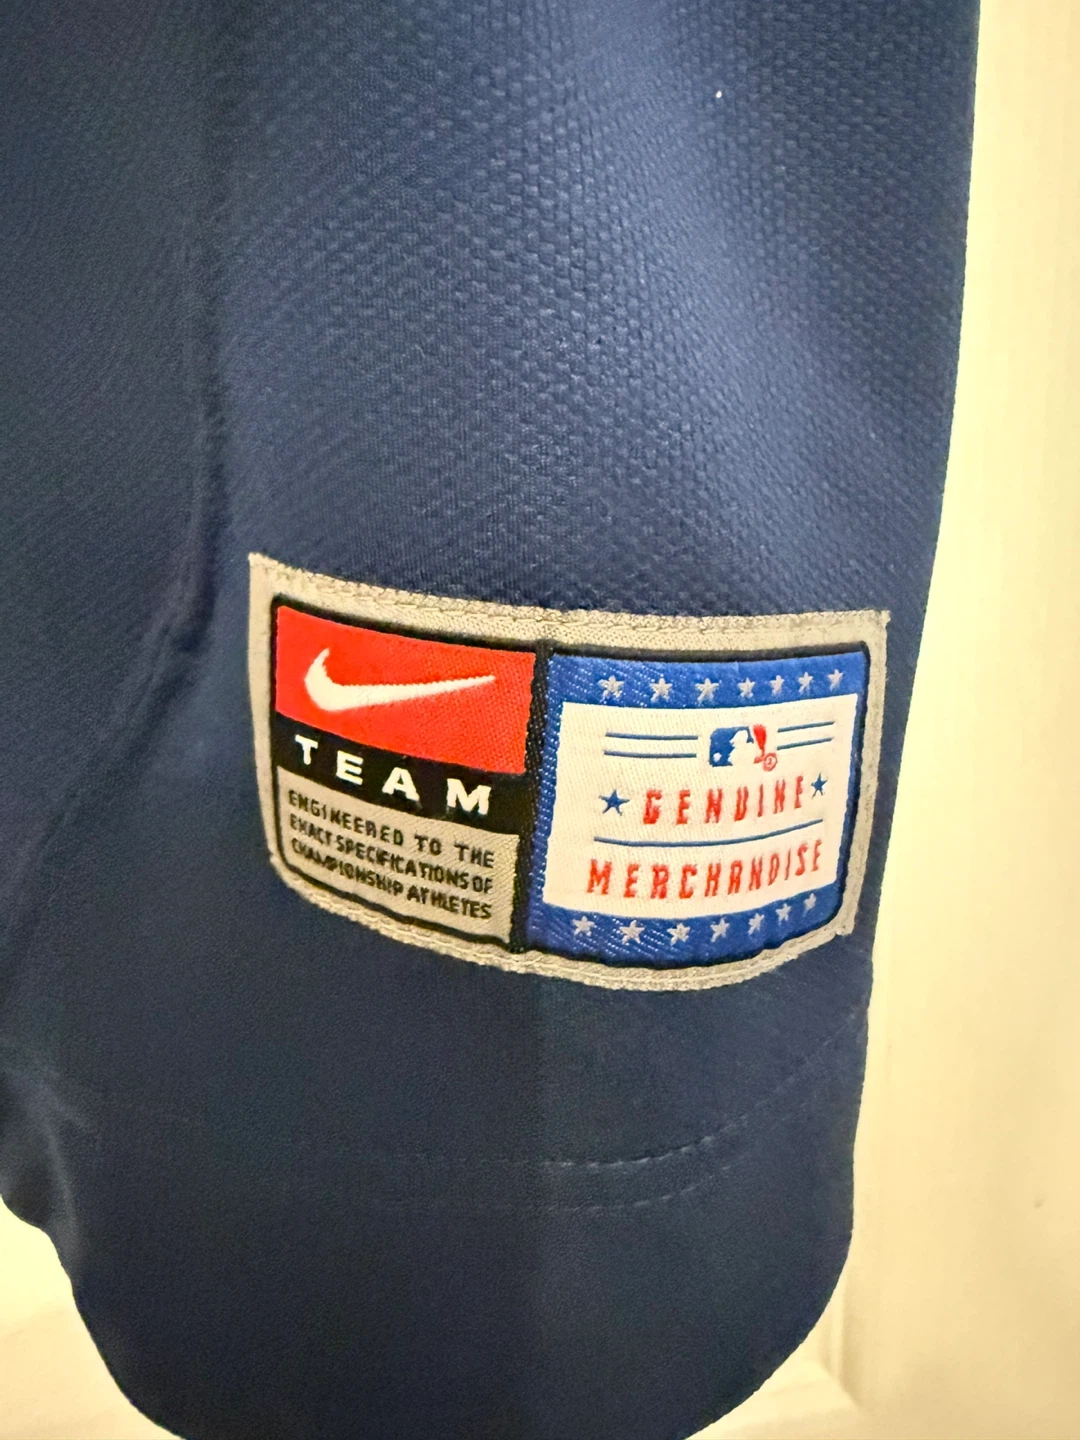 TEAM
ENGINEERED TO THE
EXACT SPECIFICATIONS OF
CHAMPIONSHIP ATHLETES
GENUINE
MERCHANDISE